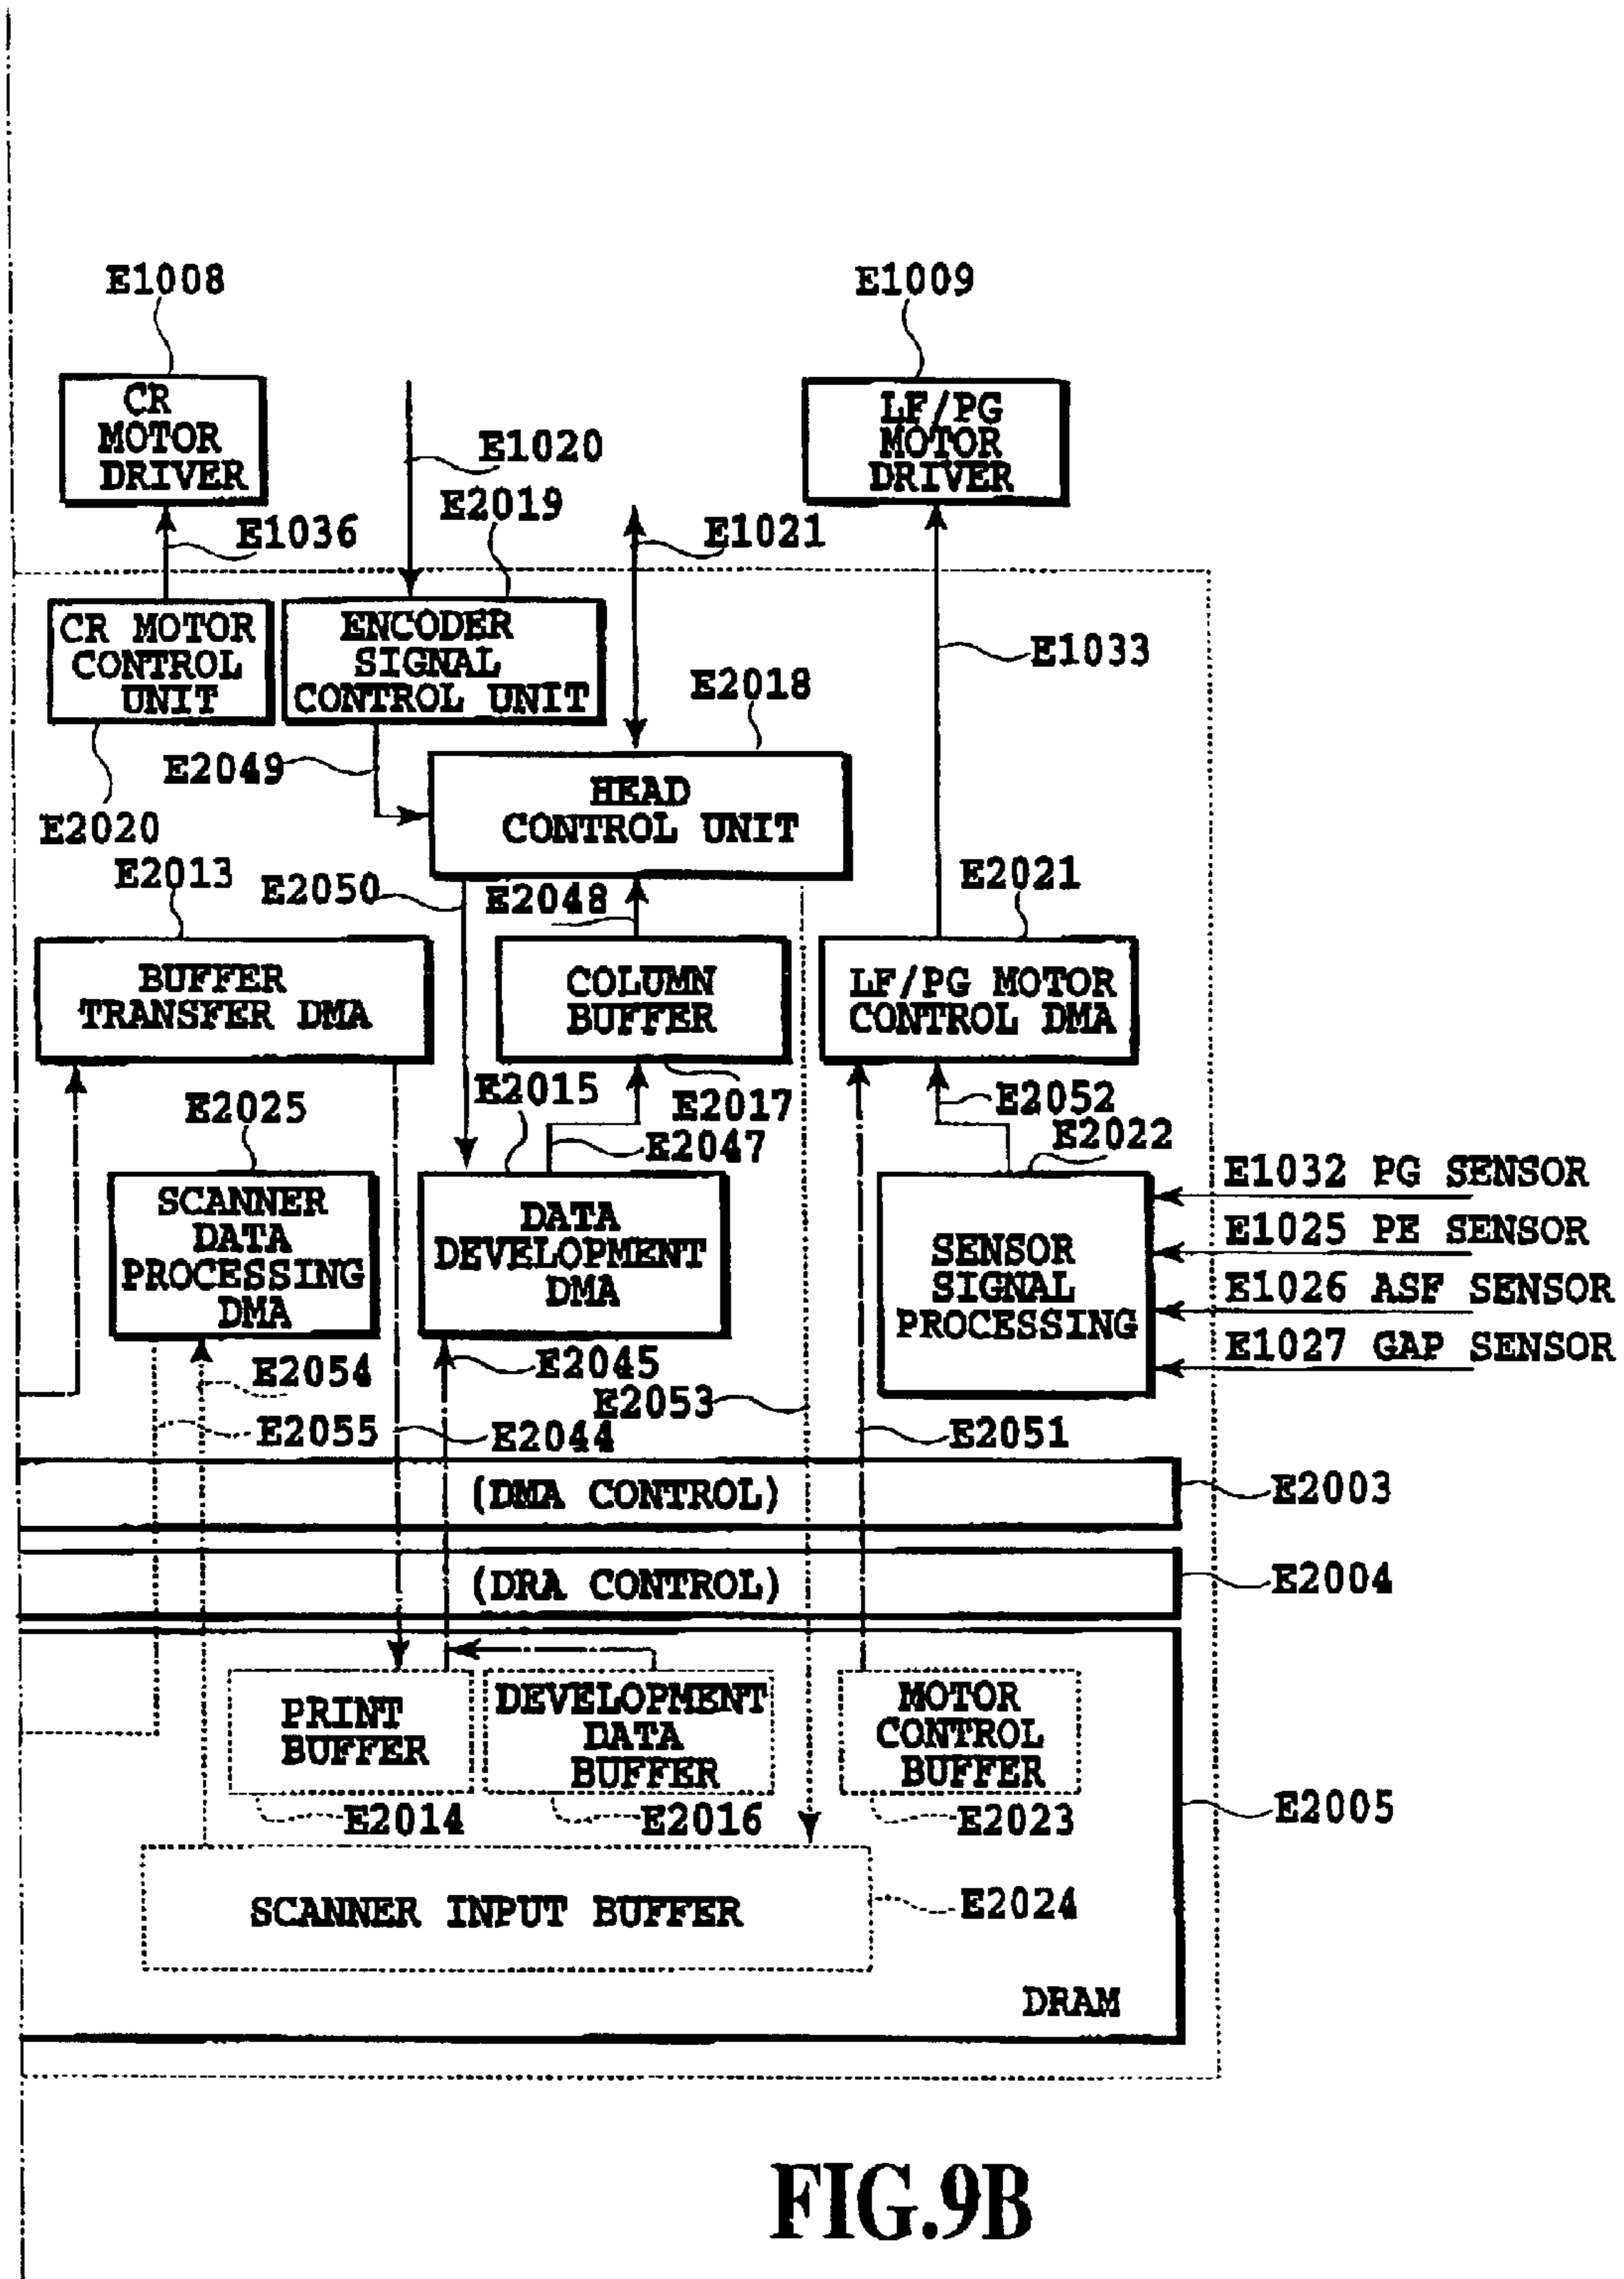 E1008
E1009
CR
MOTOR
DRIVER
LF/PG
MOTOR
DRIVER
E1020
E2019
E1036
E1021
CR MOTOR
CONTROL
UNIT
ENCODER
SIGNAL
CONTROL UNIT
E1033
E2018
E2049
HEAD
CONTROL UNIT
E2020
E2013
E2050
E2048
E2021
BUFFER
TRANSFER DMA
COLUMN
BUFFER
LF/PG MOTOR
CONTROL DMA
E2025
E2015
E2017
E2047
E2052
E2022
SCANNER
DATA
PROCESSING
DMA
DATA
DEVELOPMENT
DMA
SENSOR
SIGNAL
PROCESSING
E1032 PG SENSOR
E1025 PE SENSOR
E1026 ASF SENSOR
E1027 GAP SENSOR
E2054
E2045
E2053
E2055
E2044
E2051
(DMA CONTROL)
E2003
(DRA CONTROL)
E2004
PRINT
BUFFER
DEVELOPMENT
DATA
BUFFER
MOTOR
CONTROL
BUFFER
E2014
E2016
E2023
E2005
SCANNER INPUT BUFFER
E2024
DRAM
FIG.9B